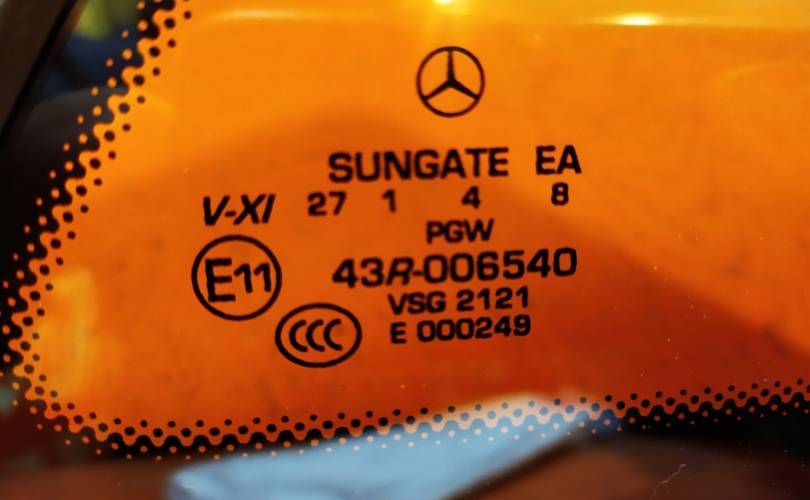 SUNGATE EA
V-XI 27 1 4 8
PGW
E11 43R-006540
VSG 2121
CCC E 000249